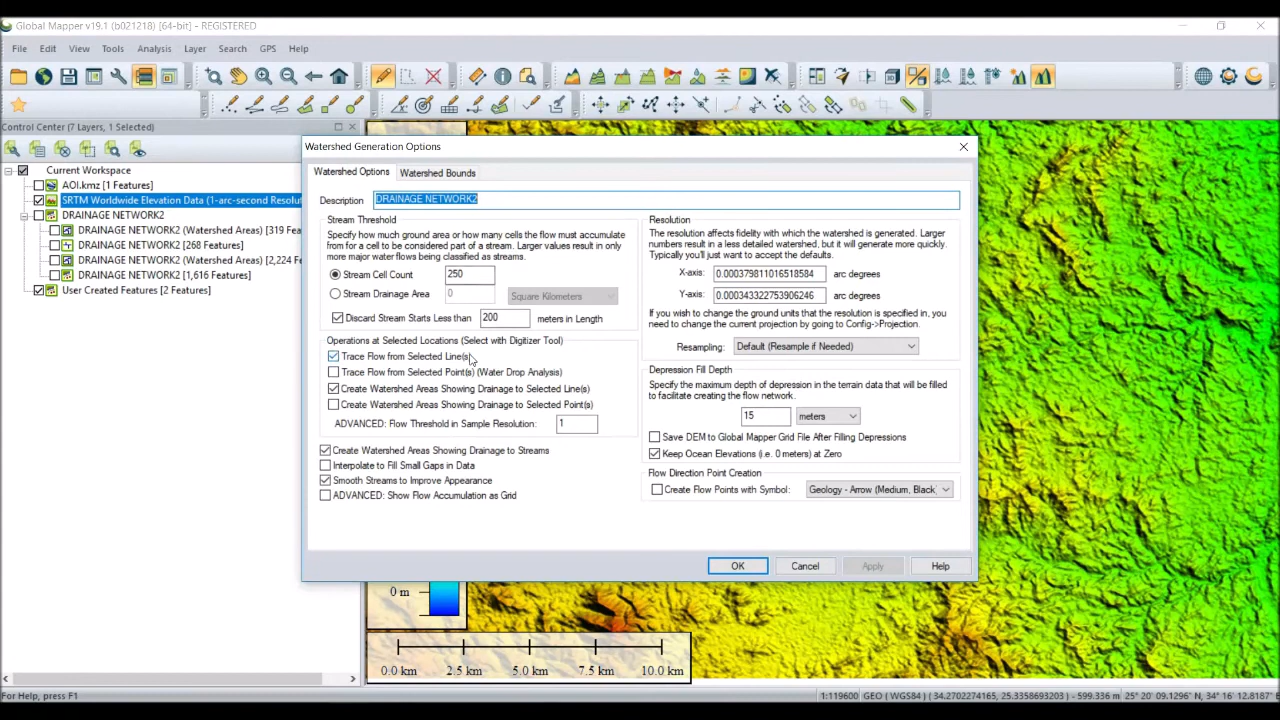 Global Mapper v19.1 (b021218) [64-bit] - REGISTERED
File Edit View Tools Analysis Layer Search GPS Help
Control Center (7 Layers, 1 Selected)
Current Workspace
AOI.kmz [1 Features]
SRTM Worldwide Elevation Data (1-arc-second Resolut
DRAINAGE NETWORK2
DRAINAGE NETWORK2 (Watershed Areas) [319 Fea
DRAINAGE NETWORK2 [268 Features]
DRAINAGE NETWORK2 (Watershed Areas) [2,224 F
DRAINAGE NETWORK2 [1,616 Features]
User Created Features [2 Features]
Watershed Generation Options
Watershed Options Watershed Bounds
Description DRAINAGE NETWORK2
Stream Threshold
Specify how much ground area or how many cells the flow must accumulate
from for a cell to be considered part of a stream. Larger values result in only
more major water flows being classified as streams.
Stream Cell Count 250
Stream Drainage Area 0 Square Kilometers
Discard Stream Starts Less than 200 meters in Length
Operations at Selected Locations (Select with Digitizer Tool)
Trace Flow from Selected Line(s)
Trace Flow from Selected Point(s) (Water Drop Analysis)
Create Watershed Areas Showing Drainage to Selected Line(s)
Create Watershed Areas Showing Drainage to Selected Point(s)
ADVANCED: Flow Threshold in Sample Resolution: 1
Create Watershed Areas Showing Drainage to Streams
Interpolate to Fill Small Gaps in Data
Smooth Streams to Improve Appearance
ADVANCED: Show Flow Accumulation as Grid
Resolution
The resolution affects fidelity with which the watershed is generated. Larger
numbers result in a less detailed watershed, but it will generate more quickly.
Typically you'll just want to accept the defaults.
X-axis: 0.000379811016518584 arc degrees
Y-axis: 0.000343322753906246 arc degrees
If you wish to change the ground units that the resolution is specified in, you
need to change the current projection by going to Config->Projection.
Resampling: Default (Resample if Needed)
Depression Fill Depth
Specify the maximum depth of depression in the terrain data that will be filled
to facilitate creating the flow network.
15 meters
Save DEM to Global Mapper Grid File After Filling Depressions
Keep Ocean Elevations (i.e. 0 meters) at Zero
Flow Direction Point Creation
Create Flow Points with Symbol: Geology - Arrow (Medium, Black)
OK Cancel Apply Help
0 m
0.0 km 2.5 km 5.0 km 7.5 km 10.0 km
For Help, press F1
1:119600 GEO (WGS84) ( 34.2702274165, 25.3358693203) - 599.336 m 25° 20' 09.1296" N, 34° 16' 12.8187" E